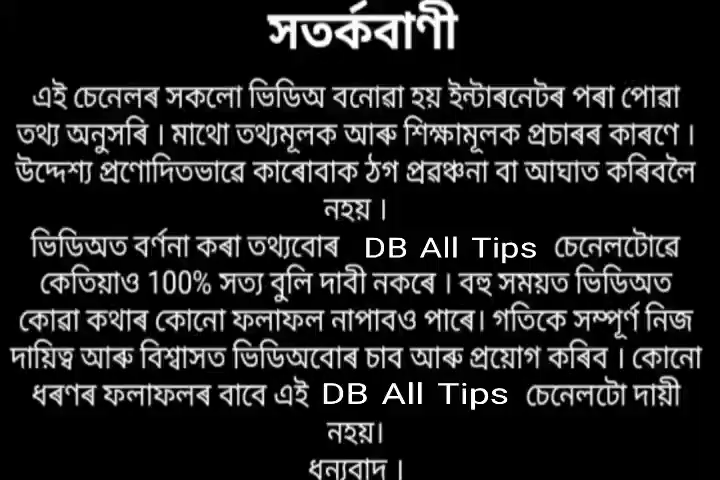 সতৰ্কবাণী
এই চেনেলৰ সকলো ভিডিঅ বনোৱা হয় ইন্টাৰনেটৰ পৰা পোৱা
তথ্য অনুসৰি । মাথো তথ্যমূলক আৰু শিক্ষামূলক প্ৰচাৰৰ কাৰণে ।
উদ্দেশ্য প্ৰণোদিতভাৱে কাৰোবাক ঠগ প্ৰৱঞ্চনা বা আঘাত কৰিবলৈ
নহয় ।
ভিডিঅত বৰ্ণনা কৰা তথ্যবোৰ DB All Tips চেনেলটোৱে
কেতিয়াও 100% সত্য বুলি দাবী নকৰে । বহু সময়ত ভিডিঅত
কোৱা কথাৰ কোনো ফলাফল নাপাবও পাৰে। গতিকে সম্পূৰ্ণ নিজ
দায়িত্ব আৰু বিশ্বাসত ভিডিঅবোৰ চাব আৰু প্ৰয়োগ কৰিব । কোনো
ধৰণৰ ফলাফলৰ বাবে এই DB All Tips চেনেলটো দায়ী
নহয়।
ধন্যবাদ ।